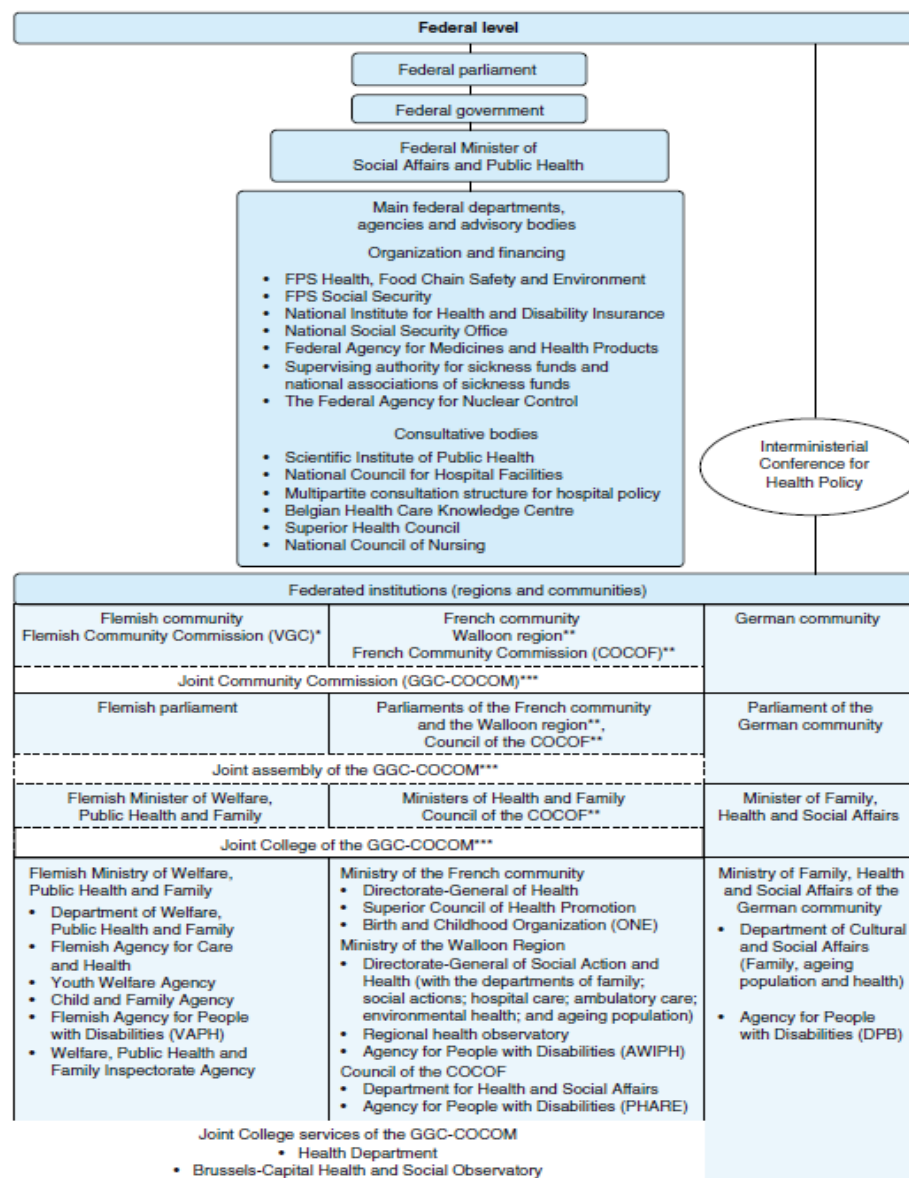 Federal level
Federal parliament
Federal government
Federal Minister of
Social Affairs and Public Health
Main federal departments,
agencies and advisory bodies
Organization and financing
• FPS Health, Food Chain Safety and Environment
• FPS Social Security
• National Institute for Health and Disability Insurance
• National Social Security Office
• Federal Agency for Medicines and Health Products
• Supervising authority for sickness funds and
national associations of sickness funds
• The Federal Agency for Nuclear Control
Consultative bodies
• Scientific Institute of Public Health
• National Council for Hospital Facilities
• Multipartite consultation structure for hospital policy
• Belgian Health Care Knowledge Centre
• Superior Health Council
• National Council of Nursing
Interministerial
Conference for
Health Policy
Federated institutions (regions and communities)
Flemish community
Flemish Community Commission (VGC)*
French community
Walloon region**
French Community Commission (COCOF)**
German community
Joint Community Commission (GGC-COCOM)***
Flemish parliament
Parliaments of the French community
and the Walloon region**,
Council of the COCOF**
Parliament of the
German community
Joint assembly of the GGC-COCOM***
Flemish Minister of Welfare,
Public Health and Family
Ministers of Health and Family
Council of the COCOF**
Minister of Family,
Health and Social Affairs
Joint College of the GGC-COCOM***
Flemish Ministry of Welfare,
Public Health and Family
• Department of Welfare,
Public Health and Family
• Flemish Agency for Care
and Health
• Youth Welfare Agency
• Child and Family Agency
• Flemish Agency for People
with Disabilities (VAPH)
• Welfare, Public Health and
Family Inspectorate Agency
Ministry of the French community
• Directorate-General of Health
• Superior Council of Health Promotion
• Birth and Childhood Organization (ONE)
Ministry of the Walloon Region
• Directorate-General of Social Action and
Health (with the departments of family;
social actions; hospital care; ambulatory care;
environmental health; and ageing population)
• Regional health observatory
• Agency for People with Disabilities (AWIPH)
Council of the COCOF
• Department for Health and Social Affairs
• Agency for People with Disabilities (PHARE)
Ministry of Family, Health
and Social Affairs of the
German community
• Department of Cultural
and Social Affairs
(Family, ageing
population and health)
• Agency for People
with Disabilities (DPB)
Joint College services of the GGC-COCOM
• Health Department
• Brussels-Capital Health and Social Observatory